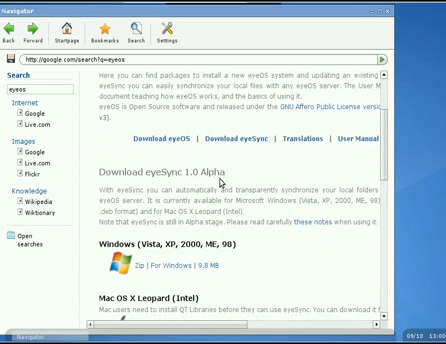 Navigator
Back Forward Startpage Bookmarks Search Settings
http://google.com/search?q=eyeos
Search
eyeos
Internet
Google
Live.com
Images
Google
Live.com
Flickr
Knowledge
Wikipedia
Wiktionary
Open
searches
Here you can find packages to install a new eyeOS system and updating an existing
eyeSync you can easily synchronize your local files with any eyeOS server. The User M
document teaching how eyeOS works, and the basics of using it.
eyeOS is Open Source software and released under the GNU Affero Public License versic
v3).
Download eyeOS | Download eyeSync | Translations | User Manual
Download eyeSync 1.0 Alpha
With eyeSync you can automatically and transparently synchronize your local folders
eyeOS server. It is currently available for Microsoft Windows (Vista, XP, 2000, ME, 98)
.deb format) and for Mac OS X Leopard (Intel).
Note that eyeSync is still in Alpha stage. Please read carefully these notes when using it.
Windows (Vista, XP, 2000, ME, 98)
Zip | For Windows | 9.8 MB
Mac OS X Leopard (Intel)
Mac users need to install QT Libraries before they can use eyeSync. You can download it f
Navigator
09/10 13:00